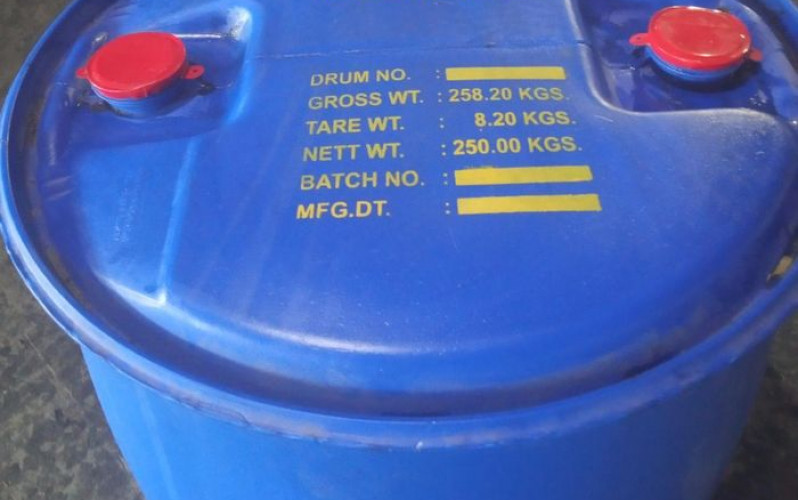 DRUM NO. :
GROSS WT. : 258.20 KGS.
TARE WT. : 8.20 KGS.
NETT WT. : 250.00 KGS.
BATCH NO. :
MFG.DT. :